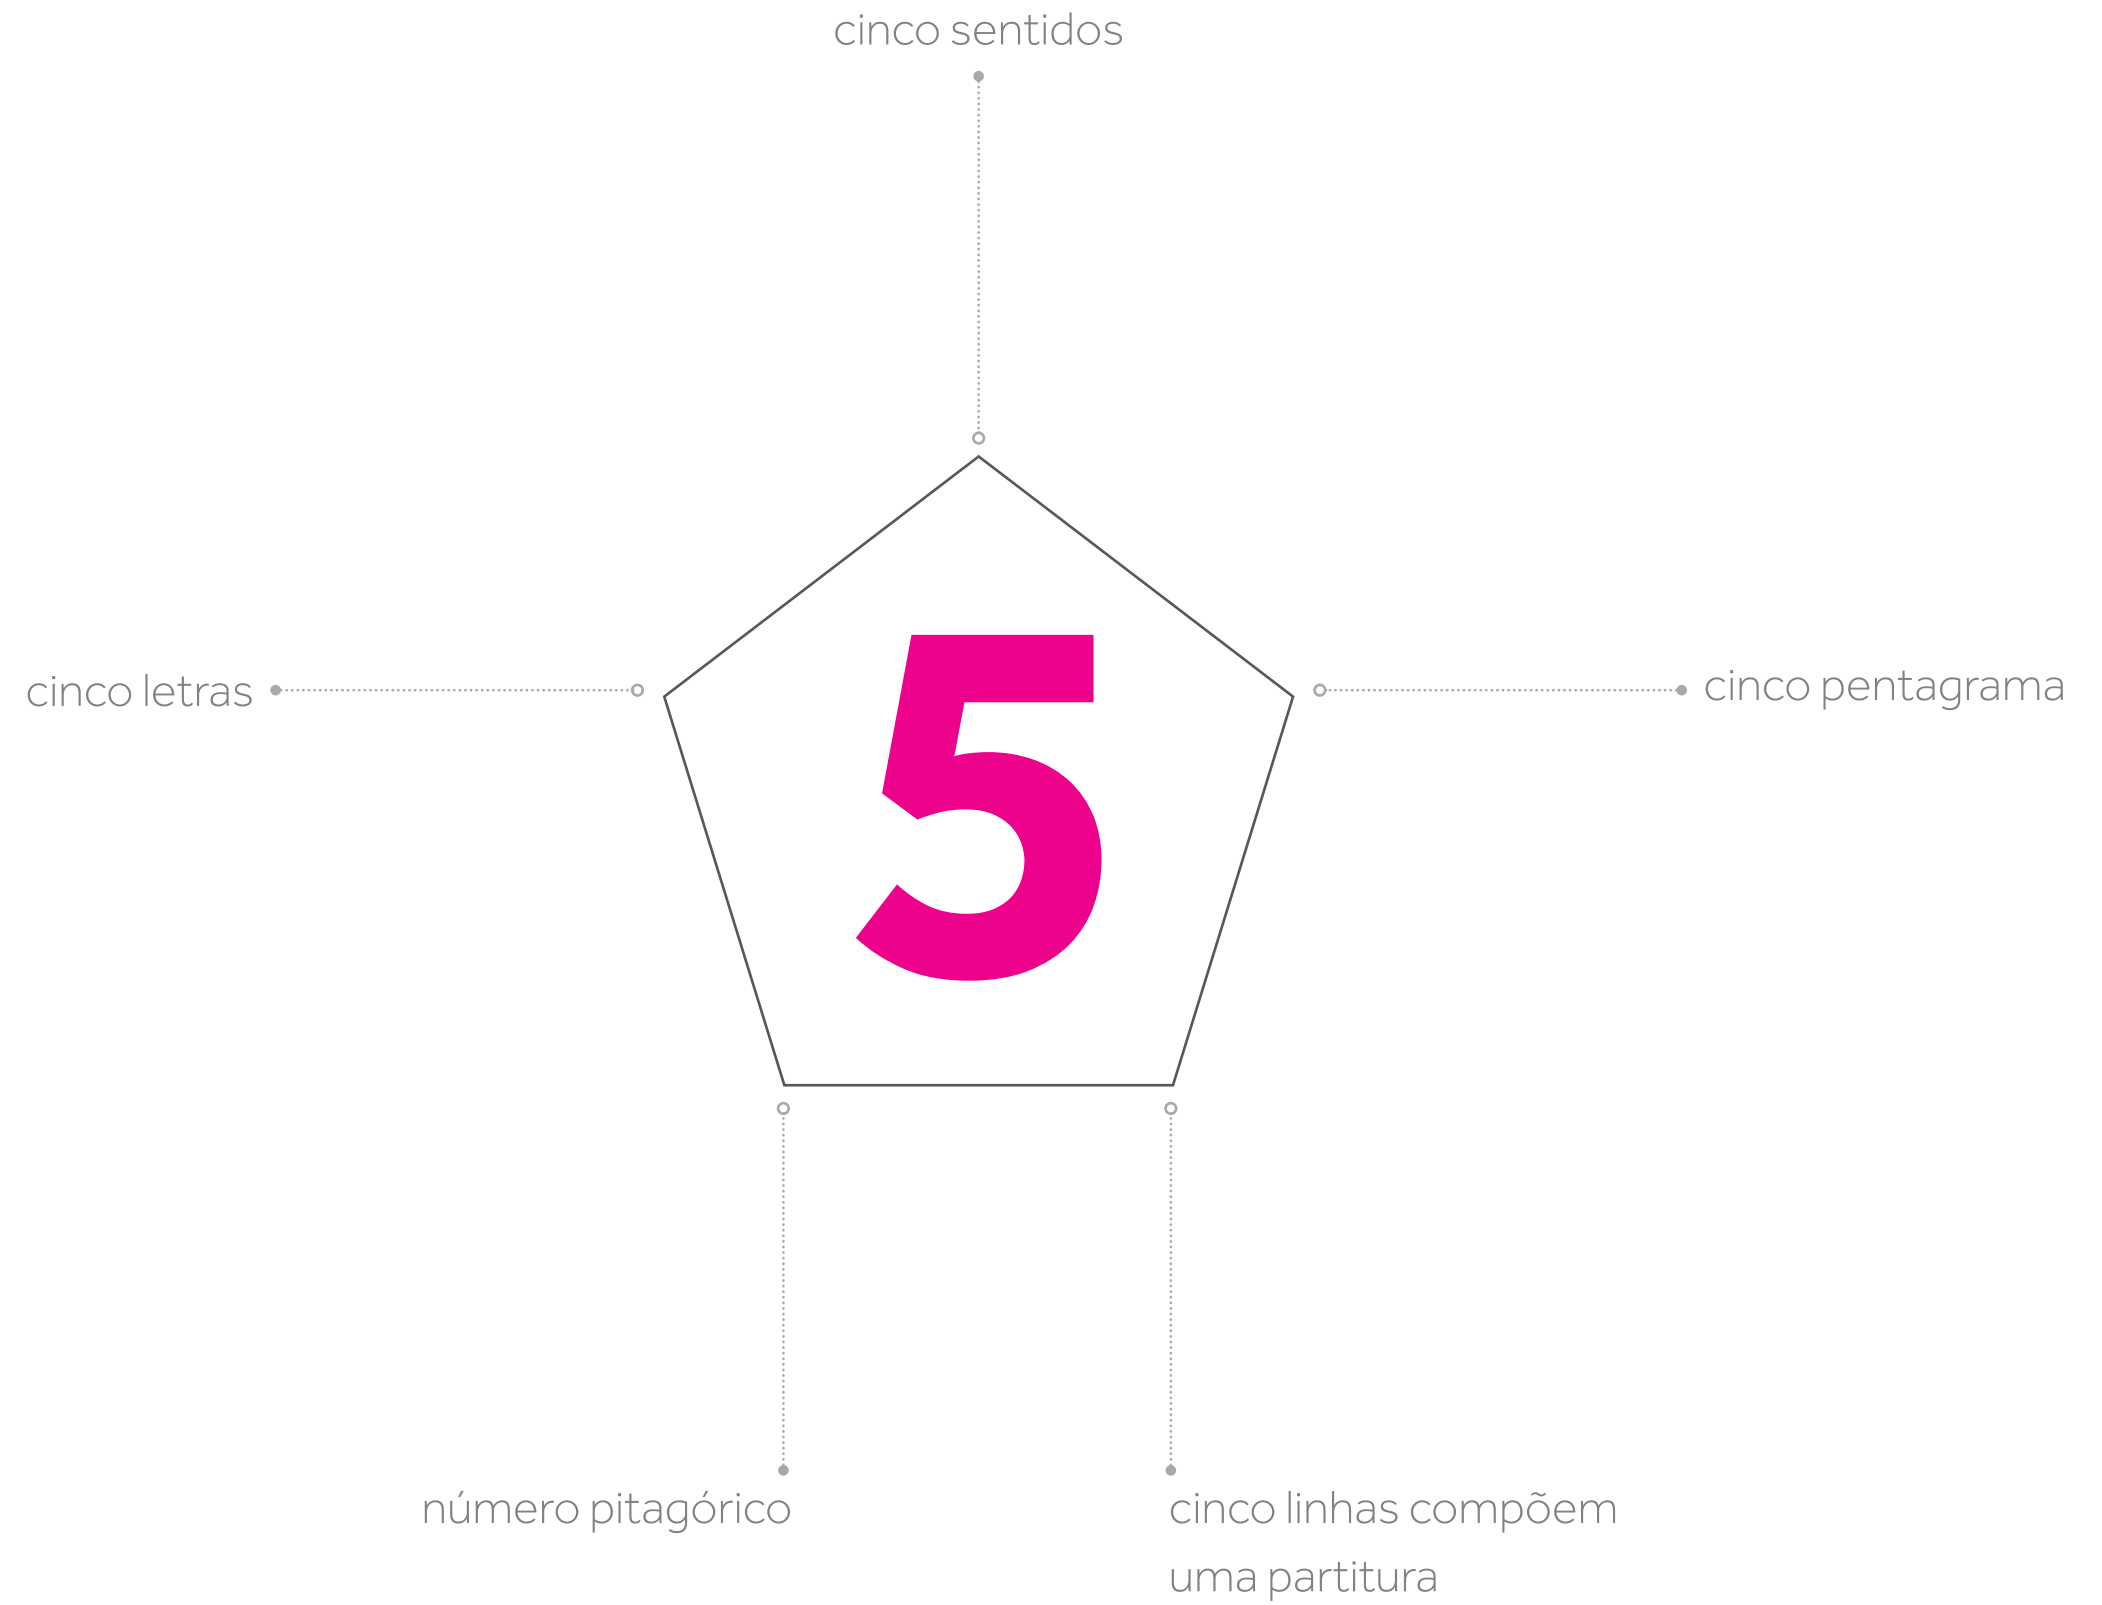 cinco sentidos
cinco letras
cinco pentagrama
5
número pitagórico
cinco linhas compõem
uma partitura